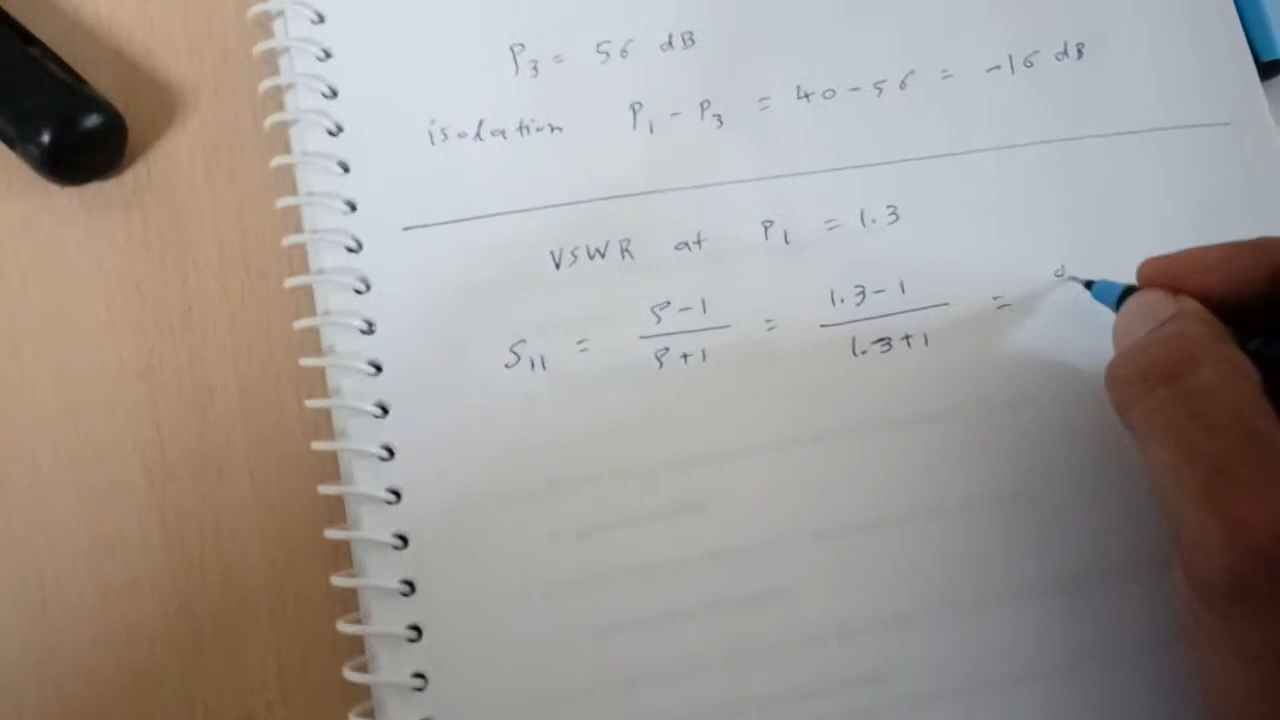 P3 = 56 dB
isolation P1 - P3 = 40-56 = -16 dB
VSWR at P1 = 1.3
S11 = ρ-1 / ρ+1 = 1.3-1 / 1.3+1 =